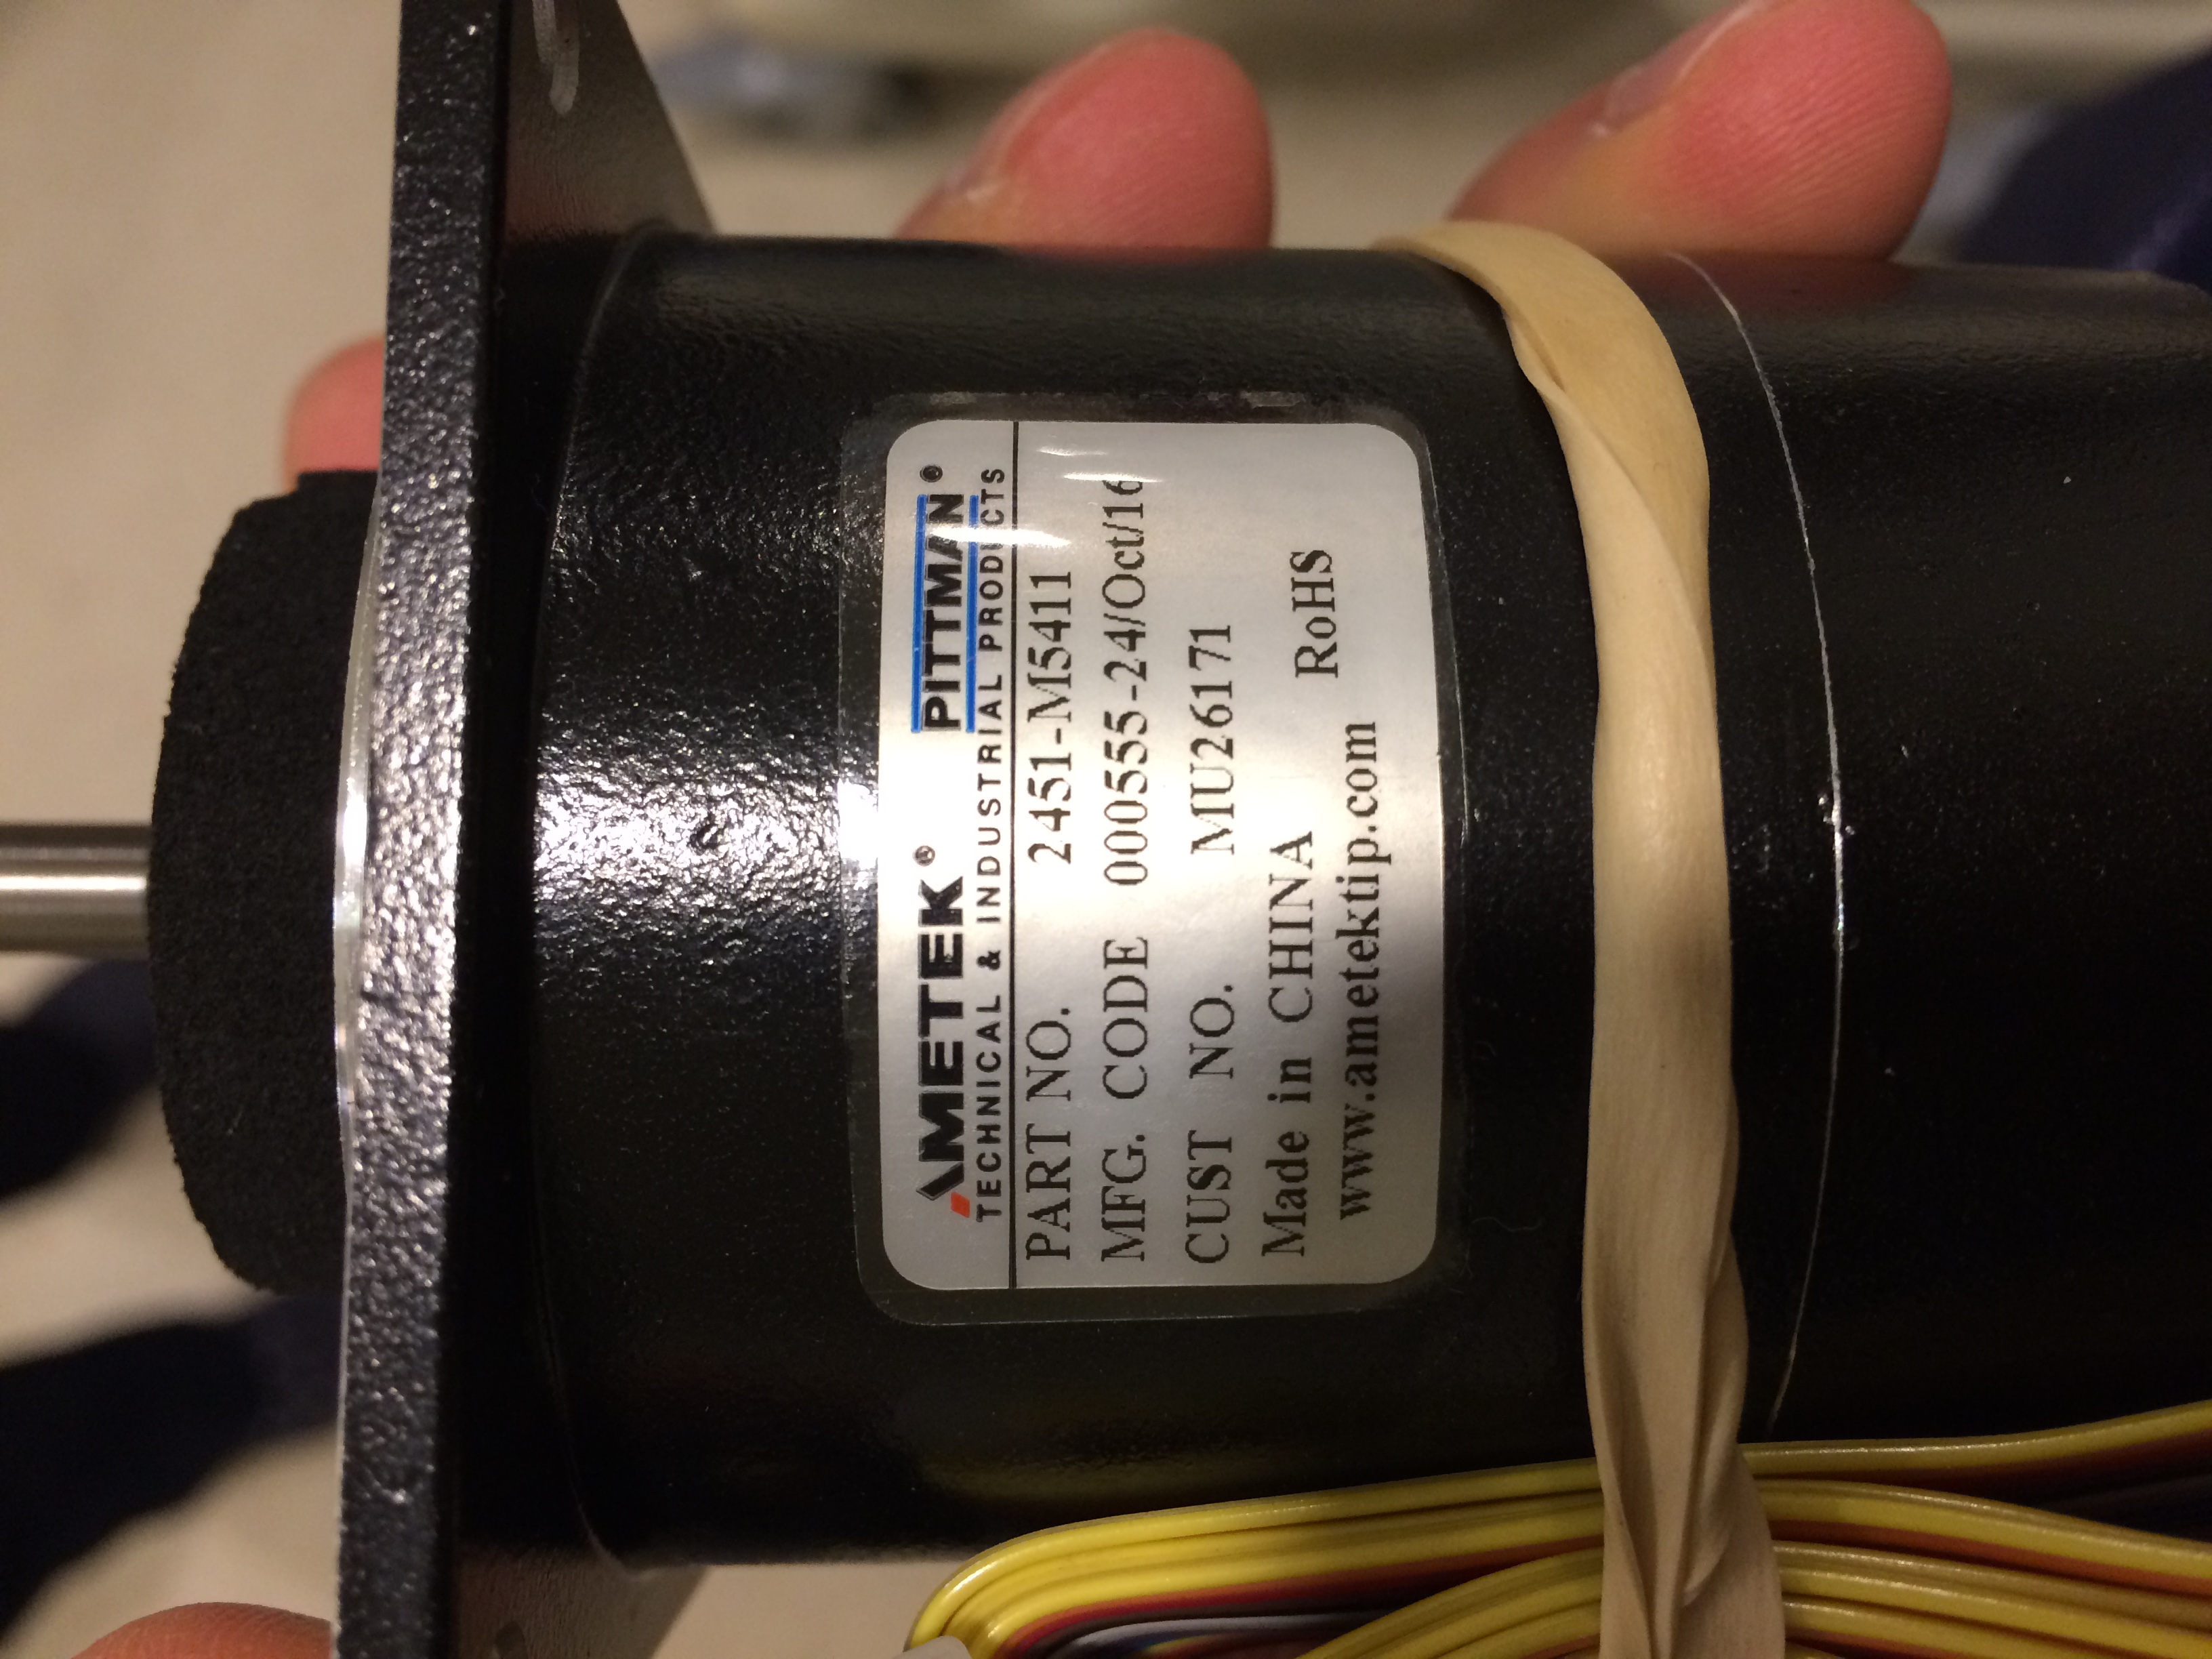 AMETEK® PITTMAN®
TECHNICAL & INDUSTRIAL PRODUCTS
PART NO. 2451-M5411
MFG. CODE 000555-24/Oct/16
CUST NO. MU26171
Made in CHINA RoHS
www.ametektip.com